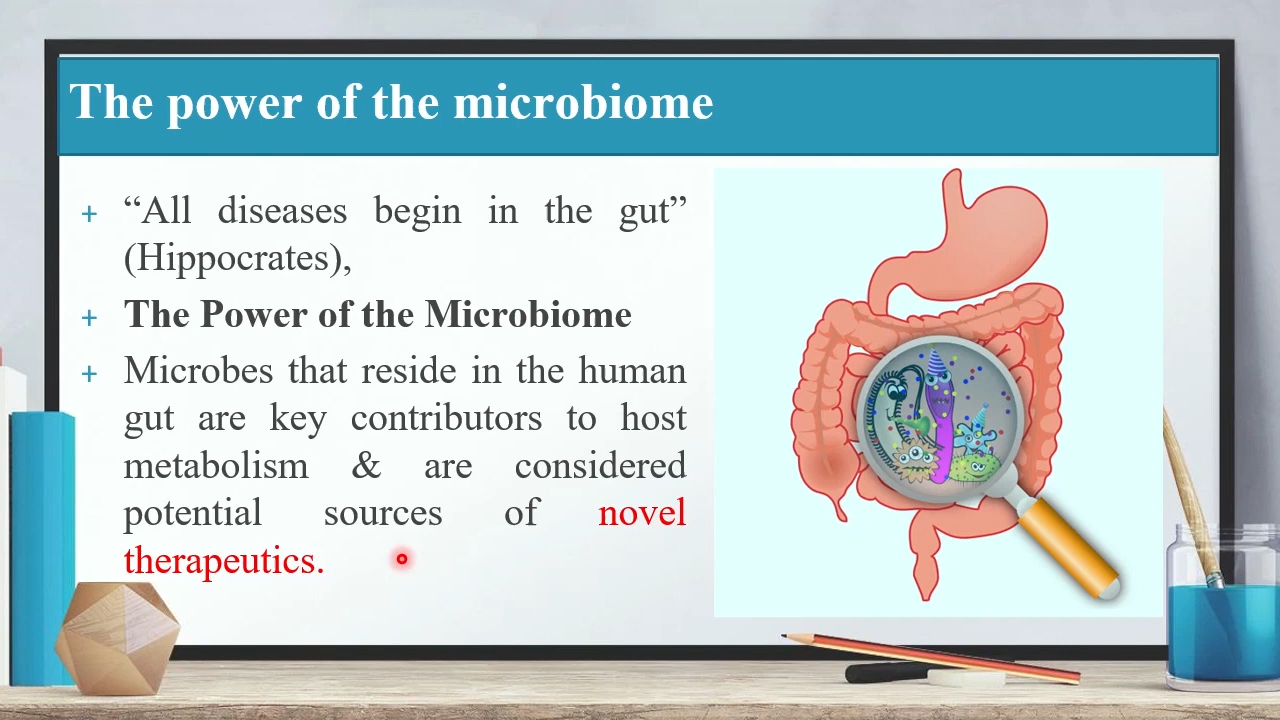 The power of the microbiome
+ “All diseases begin in the gut”
(Hippocrates),
+ The Power of the Microbiome
+ Microbes that reside in the human
gut are key contributors to host
metabolism & are considered
potential sources of novel
therapeutics.